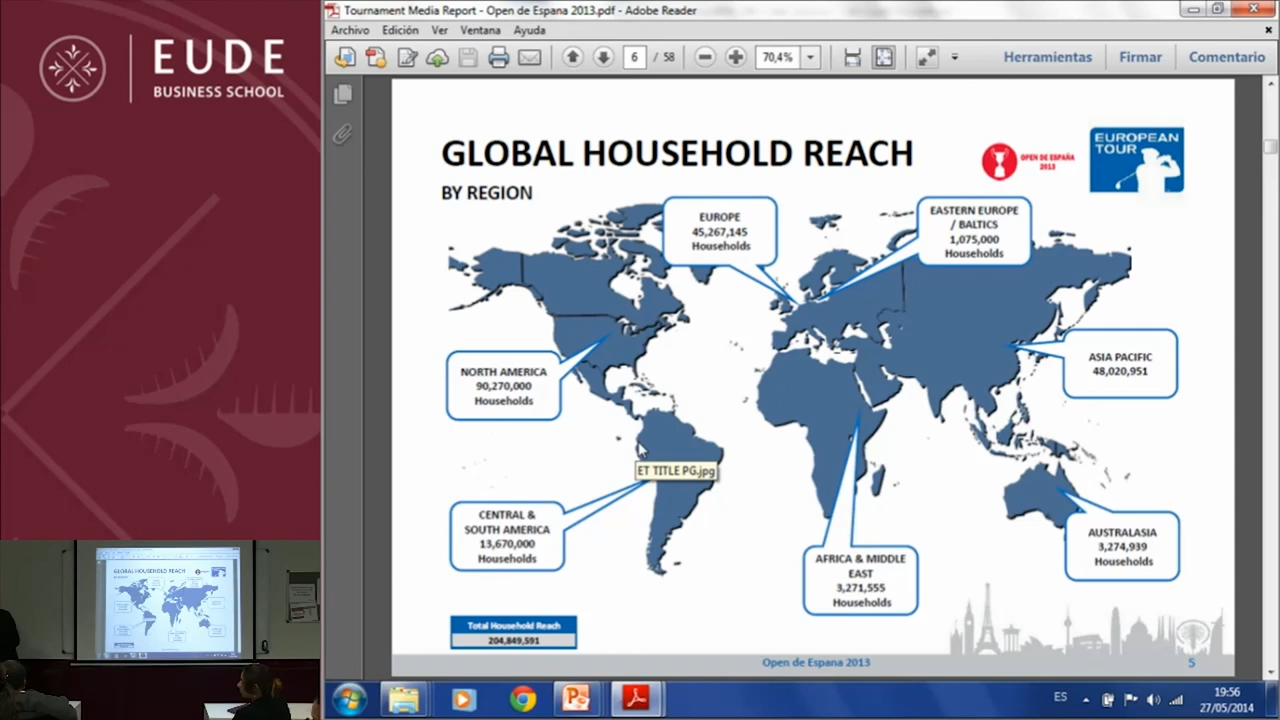 EUDE
BUSINESS SCHOOL
Tournament Media Report - Open de Espana 2013.pdf - Adobe Reader
Archivo Edición Ver Ventana Ayuda
6 / 58 70,4% Herramientas Firmar Comentario
GLOBAL HOUSEHOLD REACH
BY REGION
OPEN DE ESPAÑA
2013
EUROPEAN
TOUR
EUROPE
45,267,145
Households
EASTERN EUROPE
/ BALTICS
1,075,000
Households
NORTH AMERICA
90,270,000
Households
ASIA PACIFIC
48,020,951
ET TITLE PG.jpg
CENTRAL &
SOUTH AMERICA
13,670,000
Households
AFRICA & MIDDLE
EAST
3,271,555
Households
AUSTRALASIA
3,274,939
Households
Total Household Reach
204,849,591
Open de Espana 2013
5
ES
19:56
27/05/2014
GLOBAL HOUSEHOLD REACH
BY REGION